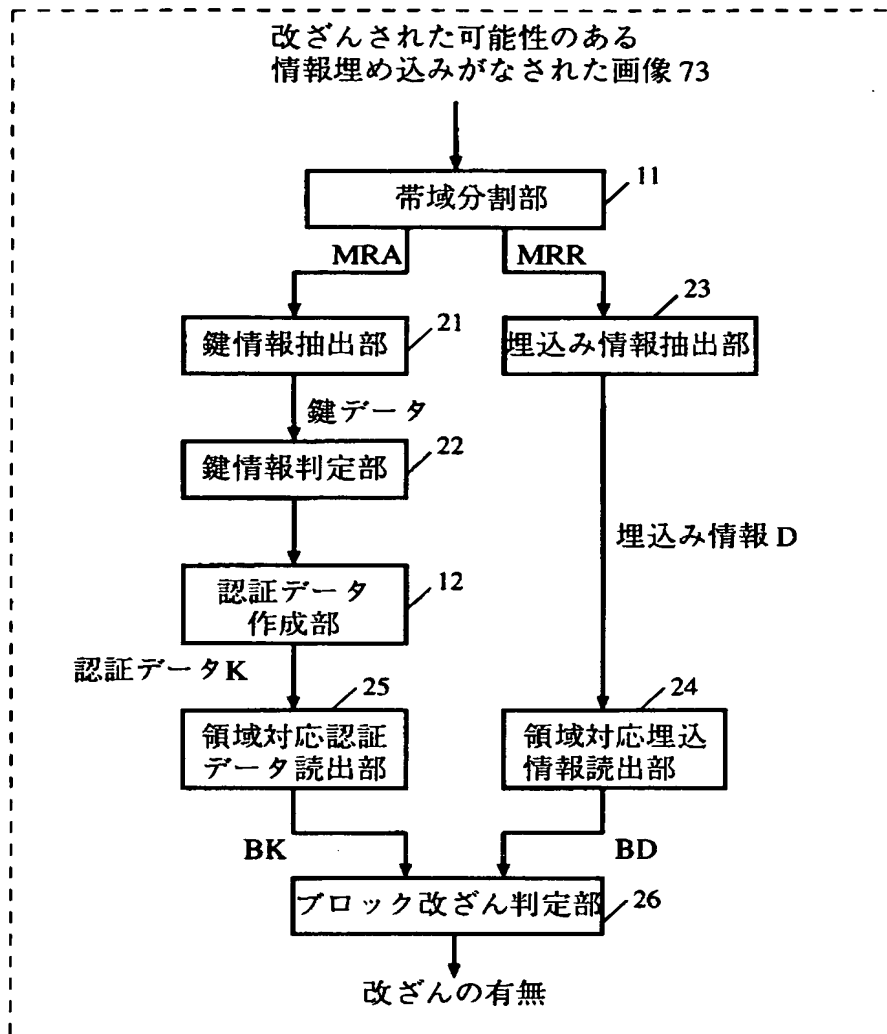 改ざんされた可能性のある
情報埋め込みがなされた画像 73
帯域分割部
11
MRA
MRR
鍵情報抽出部
21
埋込み情報抽出部
23
鍵データ
鍵情報判定部
22
埋込み情報 D
認証データ
作成部
12
認証データK
領域対応認証
データ読出部
25
領域対応埋込
情報読出部
24
BK
BD
ブロック改ざん判定部
26
改ざんの有無